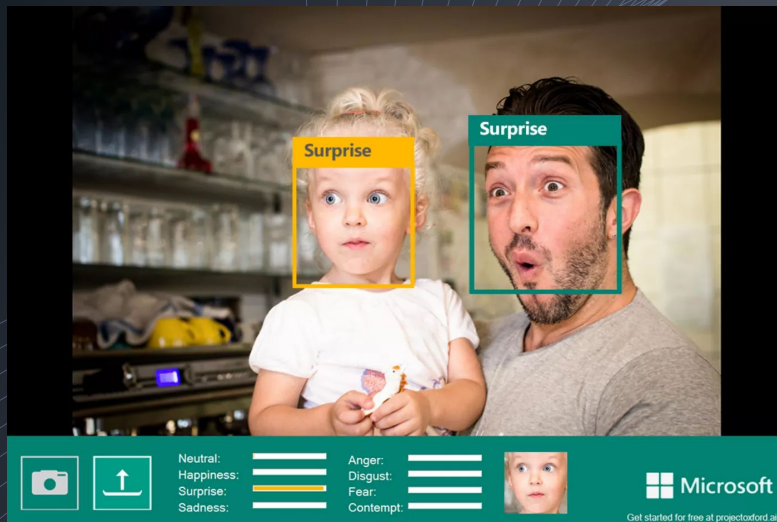 Surprise
Surprise
Neutral:
Happiness:
Surprise:
Sadness:
Anger:
Disgust:
Fear:
Contempt:
Microsoft
Get started for free at projectoxford.ai